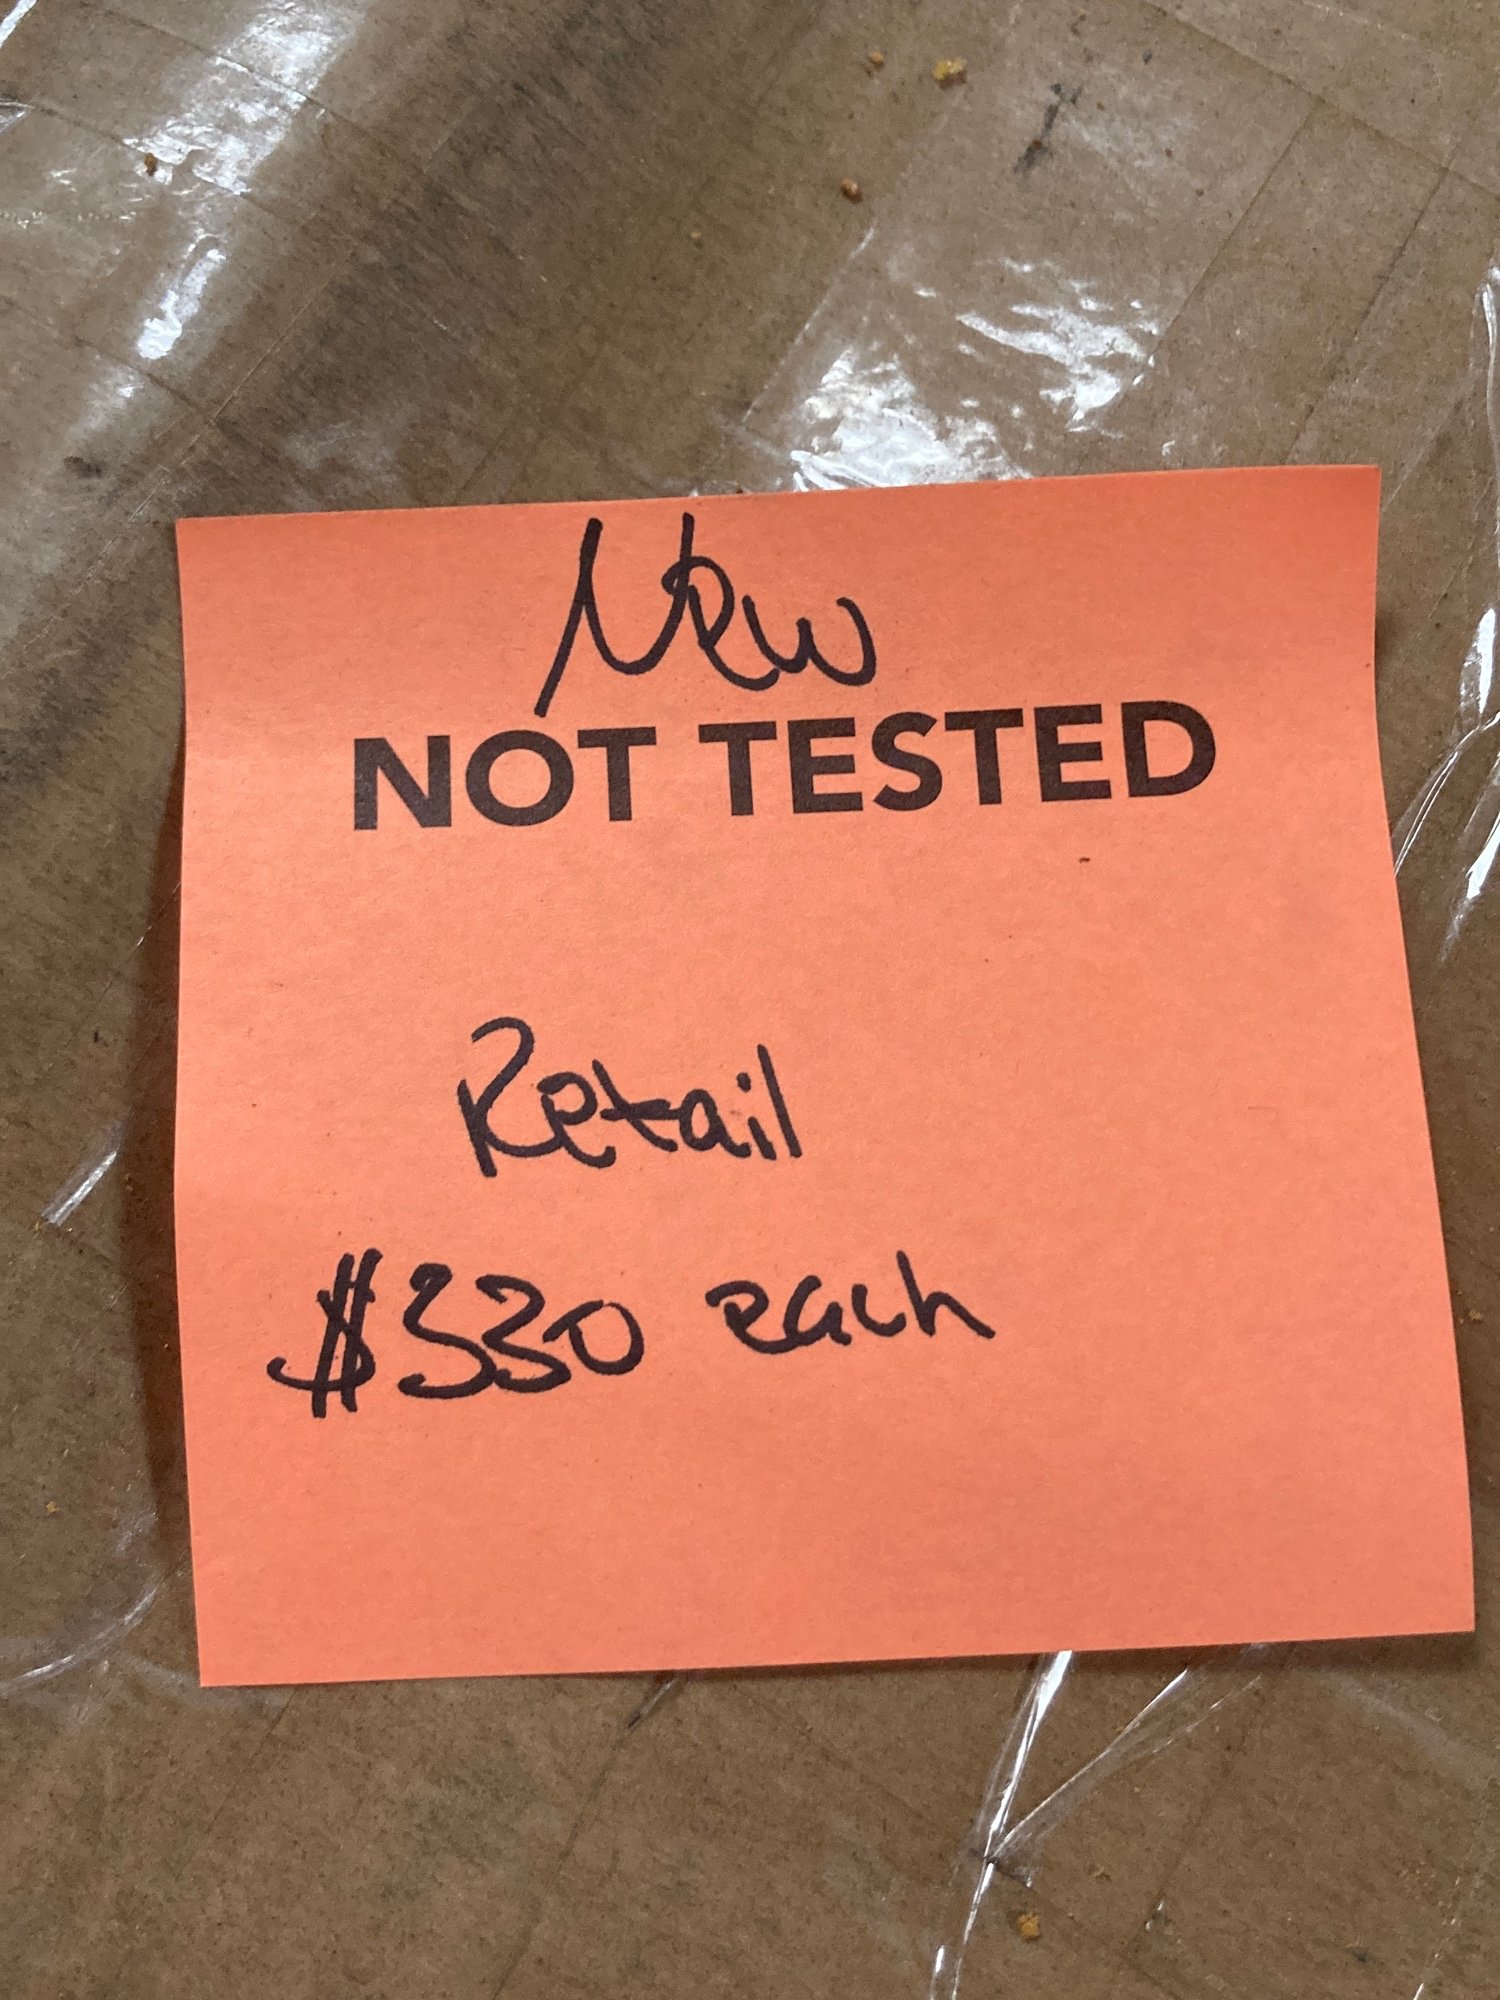 New
NOT TESTED
Retail
$330 each